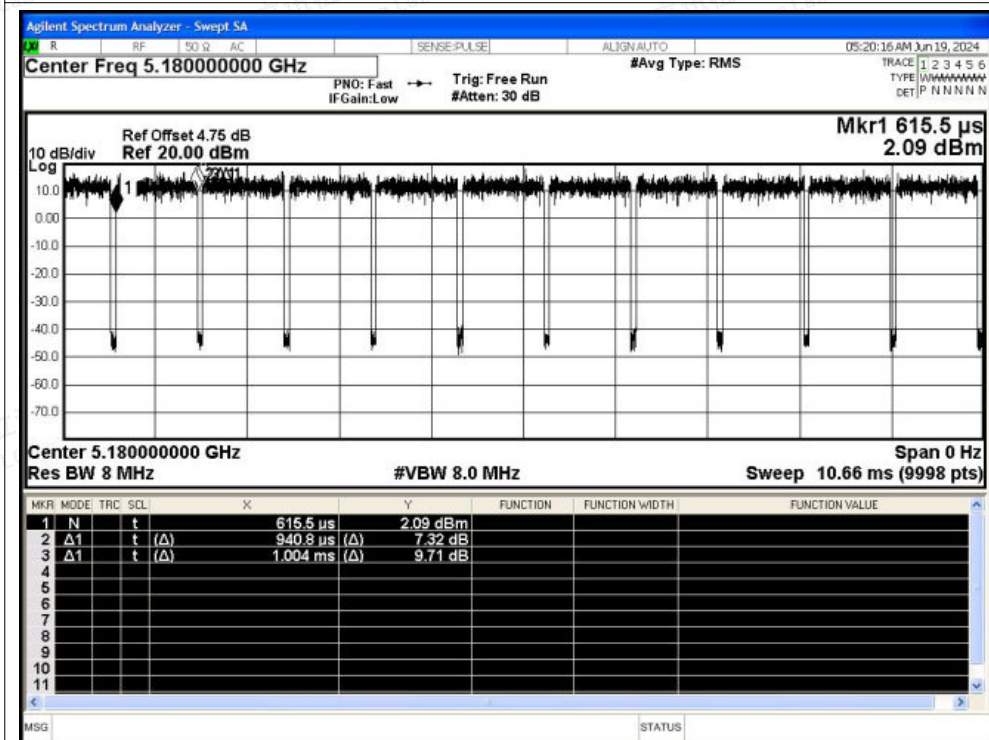 Agilent Spectrum Analyzer - Swept SA
LXI R RF 50 Ω AC SENSE:PULSE ALIGN AUTO 05:20:16 AM Jun 19, 2024
Center Freq 5.180000000 GHz #Avg Type: RMS TRACE 1 2 3 4 5 6
PNO: Fast Trig: Free Run TYPE WWWWWW
IFGain:Low #Atten: 30 dB DET P N N N N N
Mkr1 615.5 µs
2.09 dBm
Ref Offset 4.75 dB
10 dB/div Ref 20.00 dBm
Log
1
10.0
0.00
-10.0
-20.0
-30.0
-40.0
-50.0
-60.0
-70.0
Center 5.180000000 GHz Span 0 Hz
Res BW 8 MHz #VBW 8.0 MHz Sweep 10.66 ms (9998 pts)
MKR MODE TRC SCL X Y FUNCTION FUNCTION WIDTH FUNCTION VALUE
1 N t 615.5 µs 2.09 dBm
2 Δ1 t (Δ) 940.8 µs (Δ) 7.32 dB
3 Δ1 t (Δ) 1.004 ms (Δ) 9.71 dB
4
5
6
7
8
9
10
11
MSG STATUS